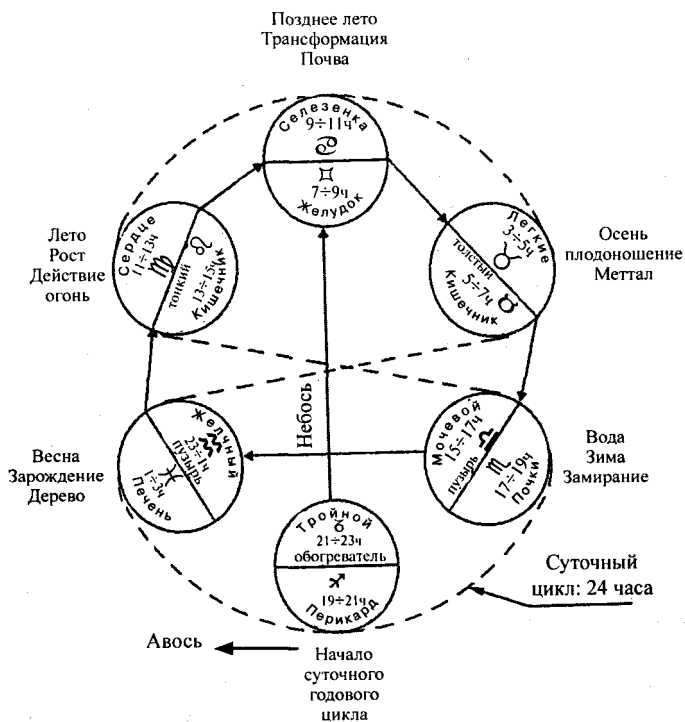 Позднее лето
Трансформация
Почва
Селезенка
9÷11ч
♋
♊
7÷9ч
Желудок
Лето
Рост
Действие
огонь
Сердце
11÷13ч
♍
♌
тонкий
13÷15ч
Кишечник
Легкие
3÷5ч
♉
толстый
5÷7ч
Кишечник
Осень
плодоношение
Меттал
Небось
Весна
Зарождение
Дерево
Желчный
♒
23÷1ч
пузырь
♓
1÷3ч
Печень
Мочевой
15÷17ч
♎
пузырь
♏
17÷19ч
Почки
Вода
Зима
Замирание
Тройной
21÷23ч
обогреватель
♐
19÷21ч
Перикард
Суточный
цикл: 24 часа
Авось
Начало
суточного
годового
цикла